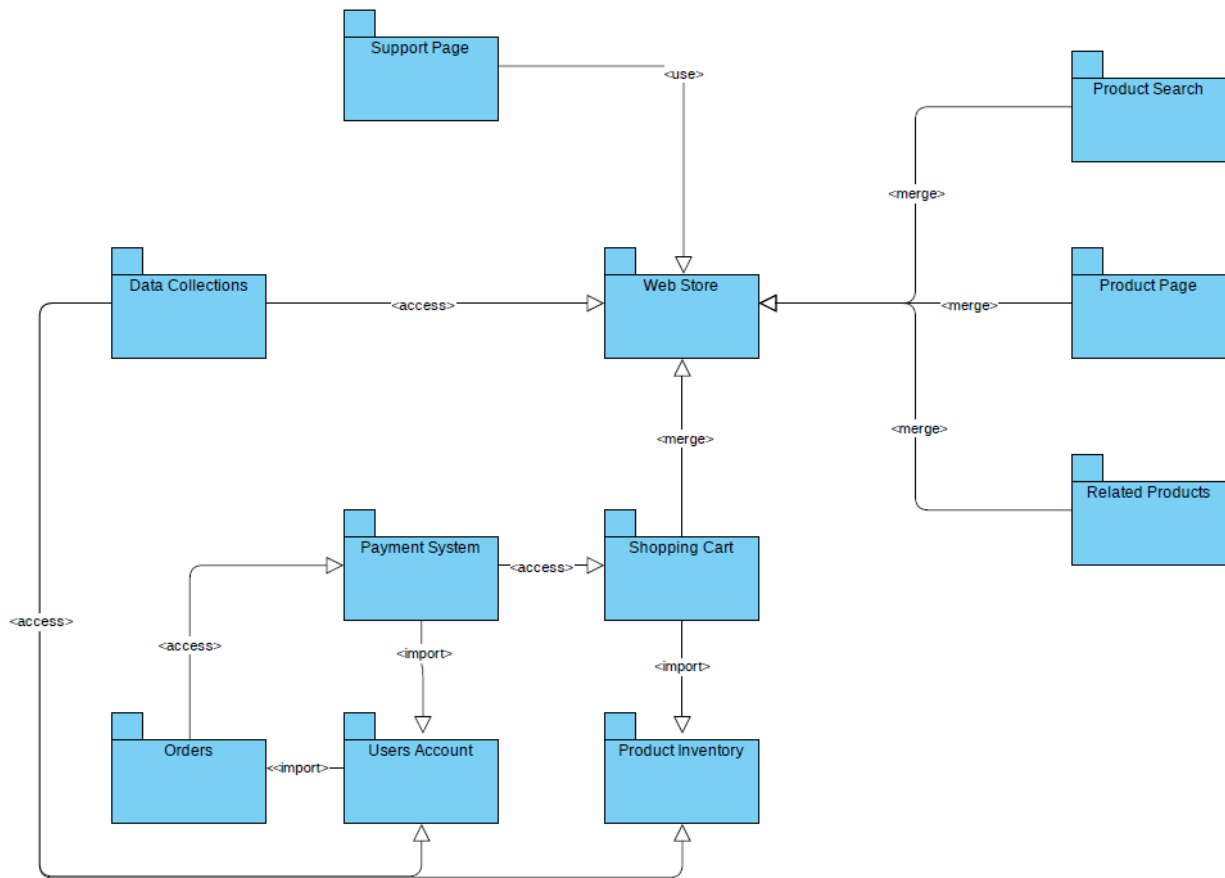 Support Page
<use>
Product Search
<merge>
Data Collections
<access>
Web Store
<merge>
Product Page
<merge>
<merge>
Related Products
Payment System
<access>
Shopping Cart
<access>
<access>
<import>
<import>
Orders
<<import>
Users Account
Product Inventory